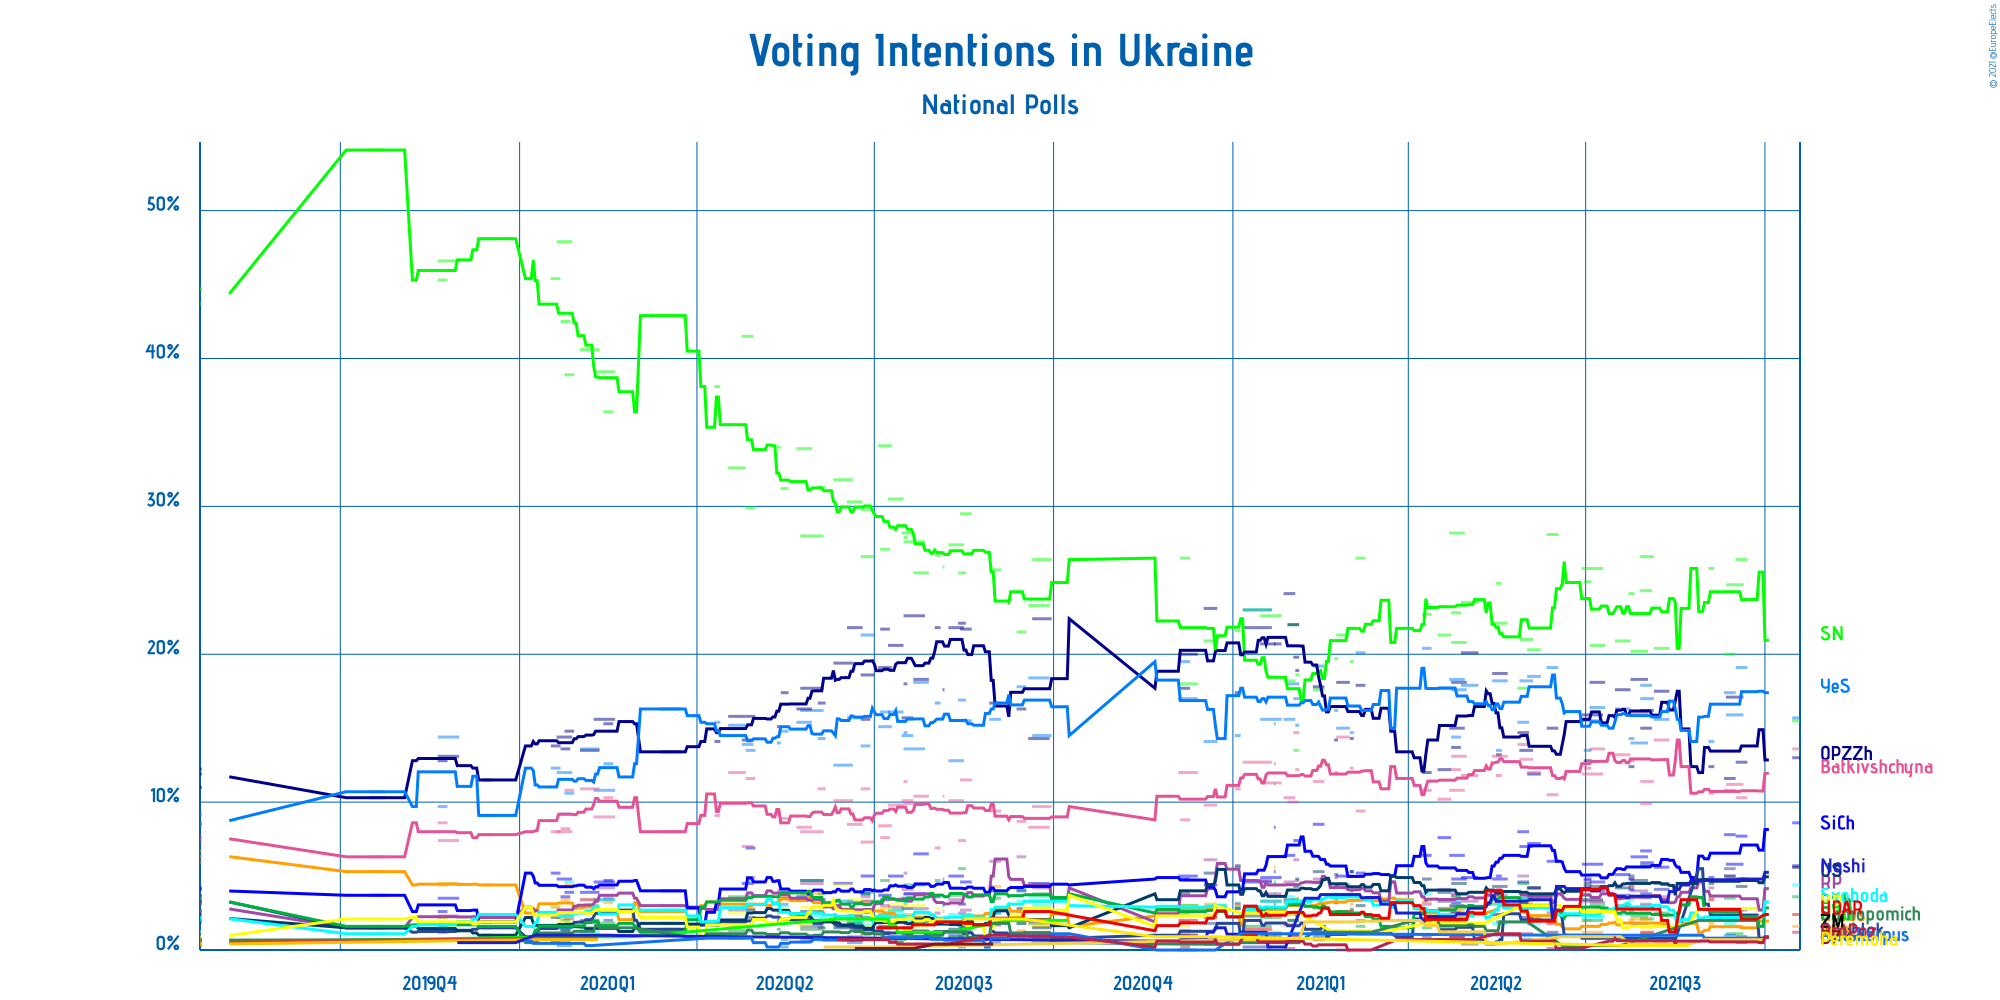 © 2021 @EuropeElects
Voting Intentions in Ukraine
National Polls
50%
40%
30%
20%
10%
0%
SN
YeS
OPZZh
Batkivshchyna
SiCh
Nashi
Svoboda
UDAR
2019Q4
2020Q1
2020Q2
2020Q3
2020Q4
2021Q1
2021Q2
2021Q3